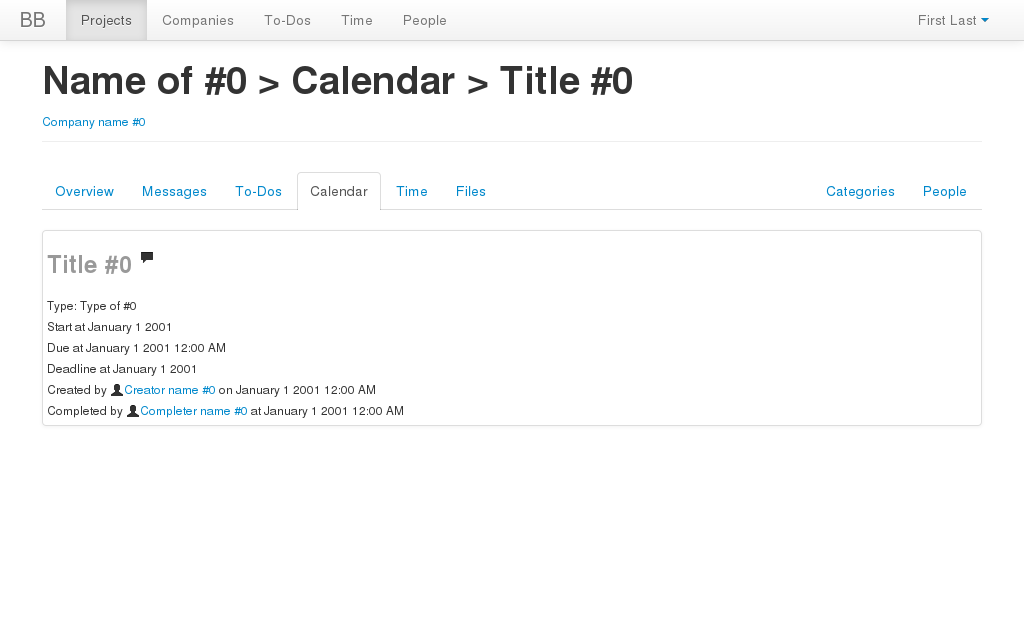 BB Projects Companies To-Dos Time People First Last
Name of #0 > Calendar > Title #0
Company name #0
Overview Messages To-Dos Calendar Time Files Categories People
Title #0
Type: Type of #0
Start at January 1 2001
Due at January 1 2001 12:00 AM
Deadline at January 1 2001
Created by Creator name #0 on January 1 2001 12:00 AM
Completed by Completer name #0 at January 1 2001 12:00 AM